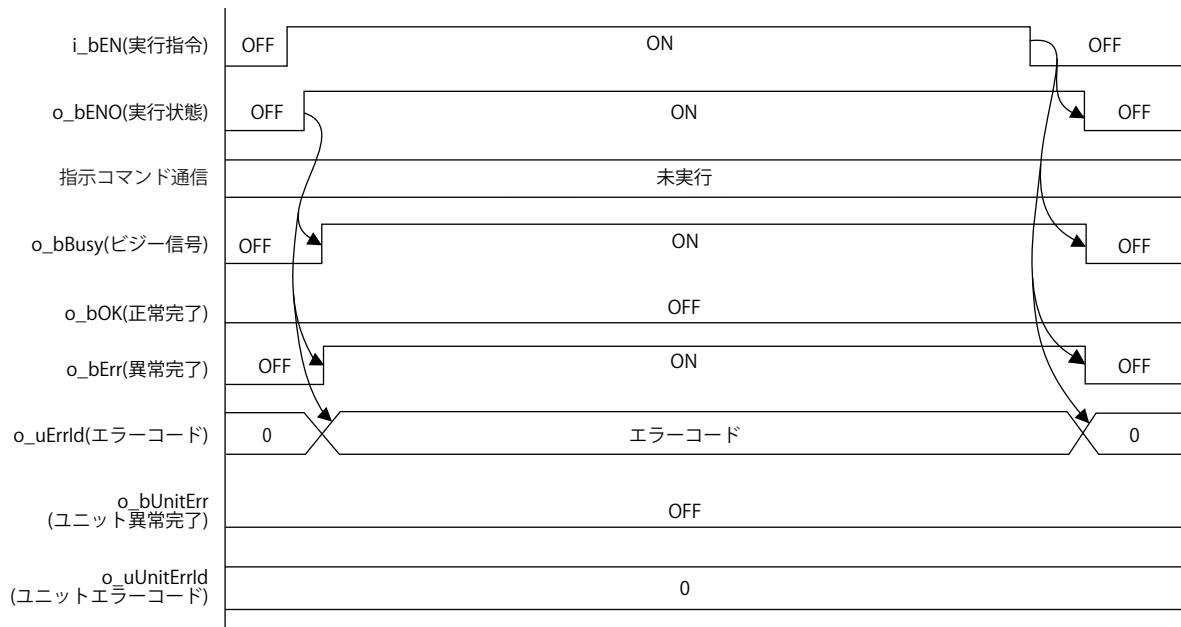 i_bEN(実行指令) OFF ON OFF
o_bENO(実行状態) OFF ON OFF
指示コマンド通信 未実行
o_bBusy(ビジー信号) OFF ON OFF
o_bOK(正常完了) OFF
o_bErr(異常完了) OFF ON OFF
o_uErrId(エラーコード) 0 エラーコード 0
o_bUnitErr
(ユニット異常完了) OFF
o_uUnitErrId
(ユニットエラーコード) 0